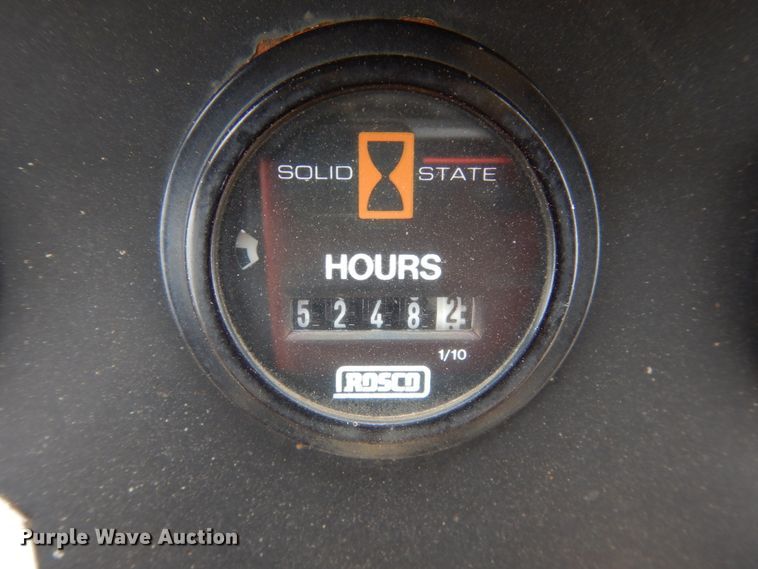 SOLID STATE
HOURS
52482
1/10
ROSCO
Purple Wave Auction